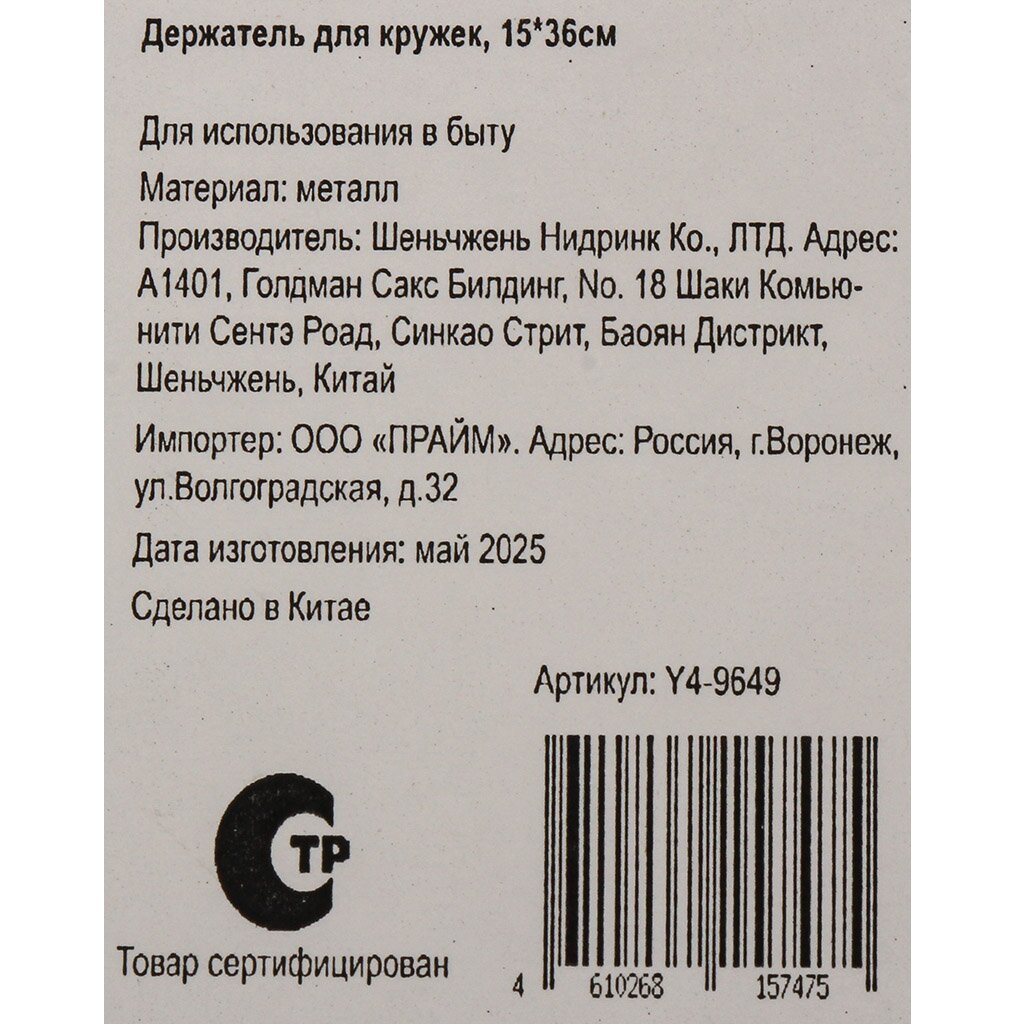 Держатель для кружек, 15*36см
Для использования в быту
Материал: металл
Производитель: Шеньчжень Нидринк Ко., ЛТД. Адрес:
А1401, Голдман Сакс Билдинг, No. 18 Шаки Комью-
нити Сентэ Роад, Синкао Стрит, Баоян Дистрикт,
Шеньчжень, Китай
Импортер: ООО «ПРАЙМ». Адрес: Россия, г.Воронеж,
ул.Волгоградская, д.32
Дата изготовления: май 2025
Сделано в Китае
Артикул: Y4-9649
СТР
Товар сертифицирован
4 610268 157475